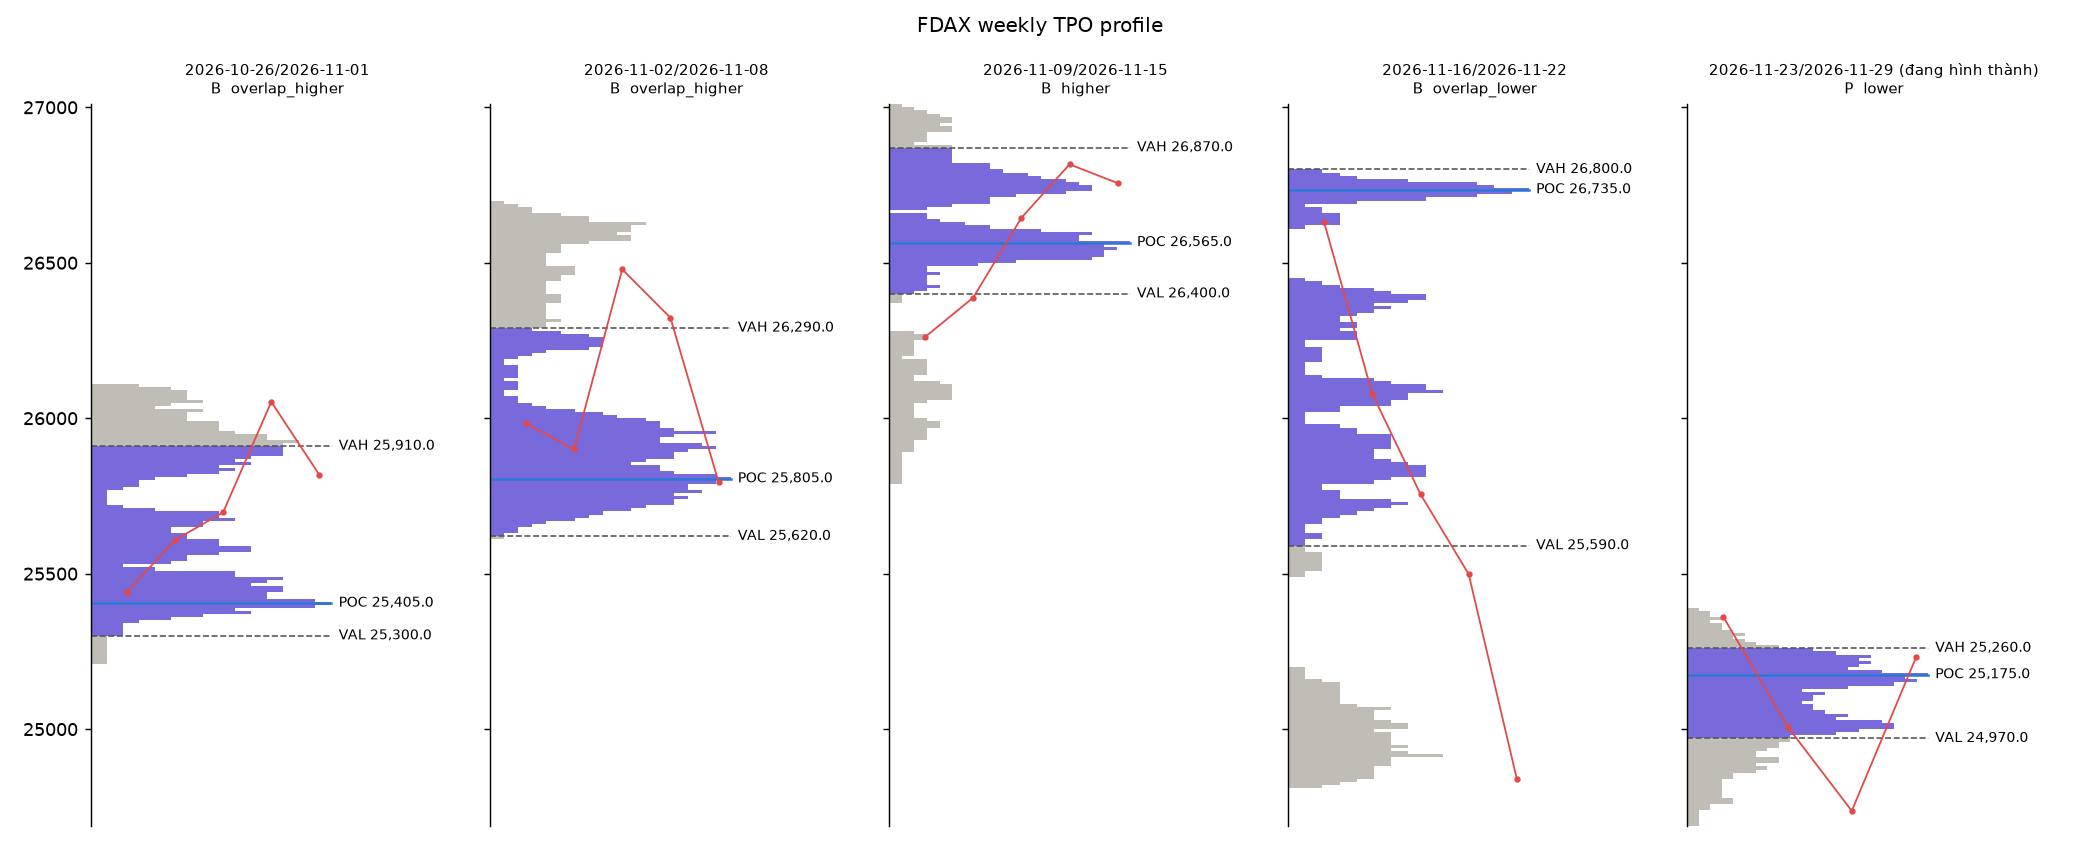 FDAX weekly TPO profile
2026-10-26/2026-11-01
B  overlap_higher
2026-11-02/2026-11-08
B  overlap_higher
2026-11-09/2026-11-15
B  higher
2026-11-16/2026-11-22
B  overlap_lower
2026-11-23/2026-11-29 (đang hình thành)
P  lower
27000
26500
26000
25500
25000
VAH 25,910.0
POC 25,405.0
VAL 25,300.0
VAH 26,290.0
POC 25,805.0
VAL 25,620.0
VAH 26,870.0
POC 26,565.0
VAL 26,400.0
VAH 26,800.0
POC 26,735.0
VAL 25,590.0
VAH 25,260.0
POC 25,175.0
VAL 24,970.0